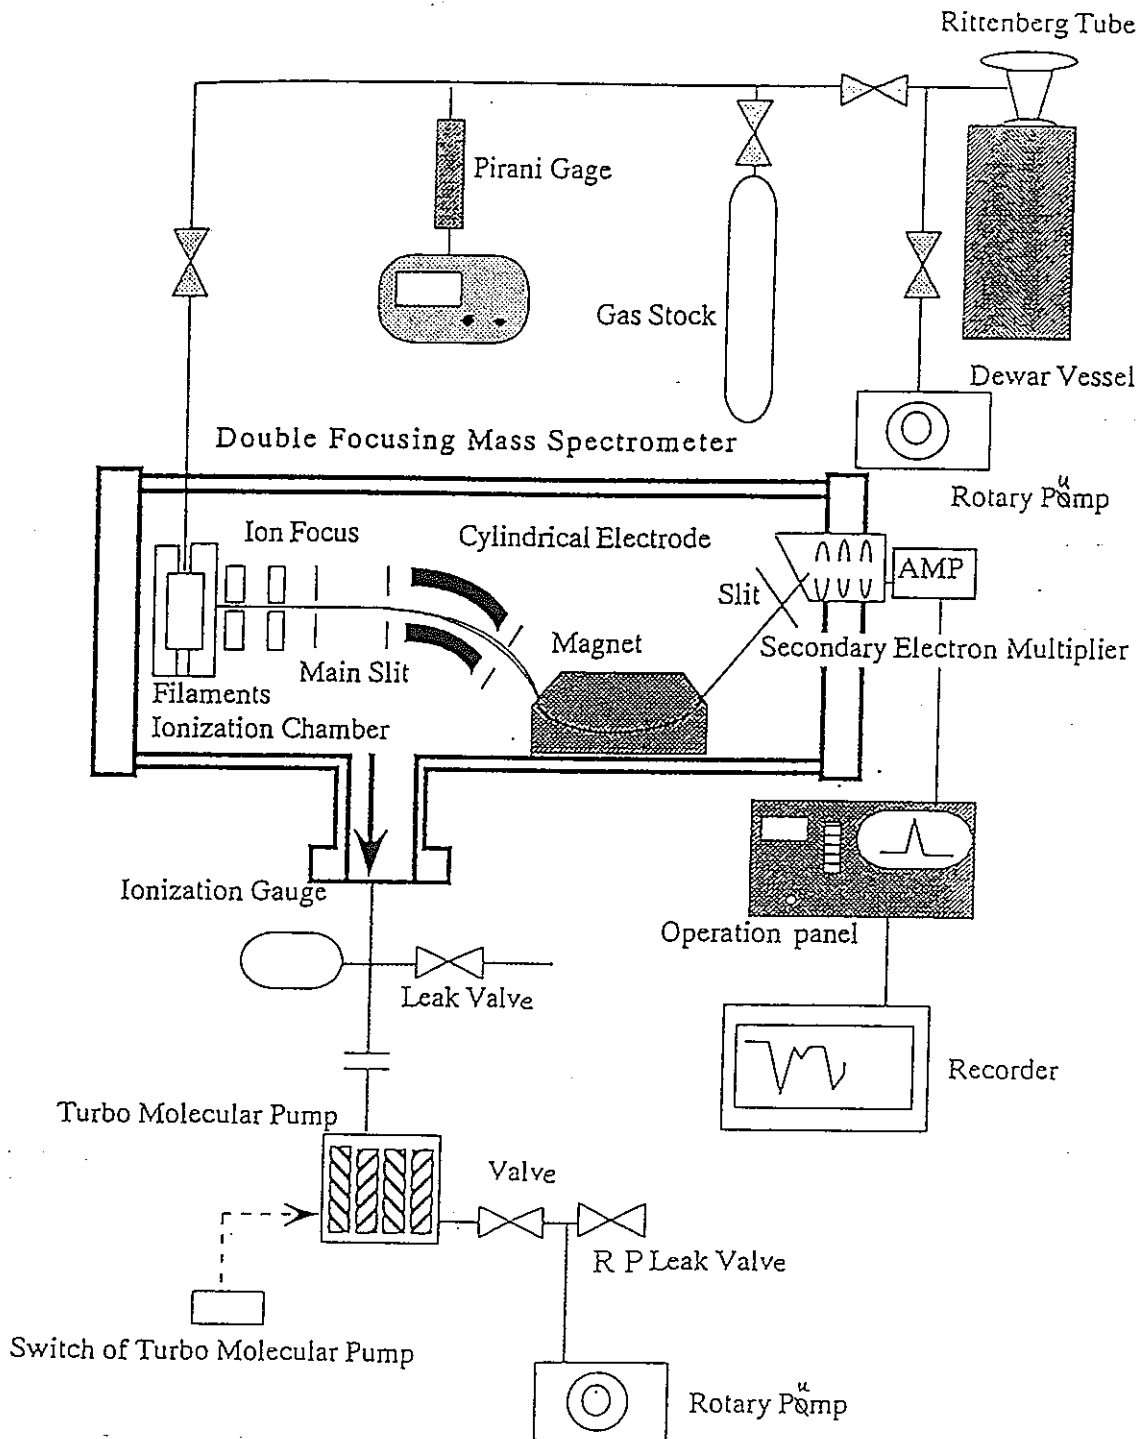 Rittenberg Tube
Pirani Gage
Gas Stock
Dewar Vessel
Double Focusing Mass Spectrometer
Rotary Pump
Ion Focus
Cylindrical Electrode
AMP
Slit
Magnet
Secondary Electron Multiplier
Main Slit
Filaments
Ionization Chamber
Ionization Gauge
Operation panel
Leak Valve
Recorder
Turbo Molecular Pump
Valve
R P Leak Valve
Switch of Turbo Molecular Pump
Rotary Pump